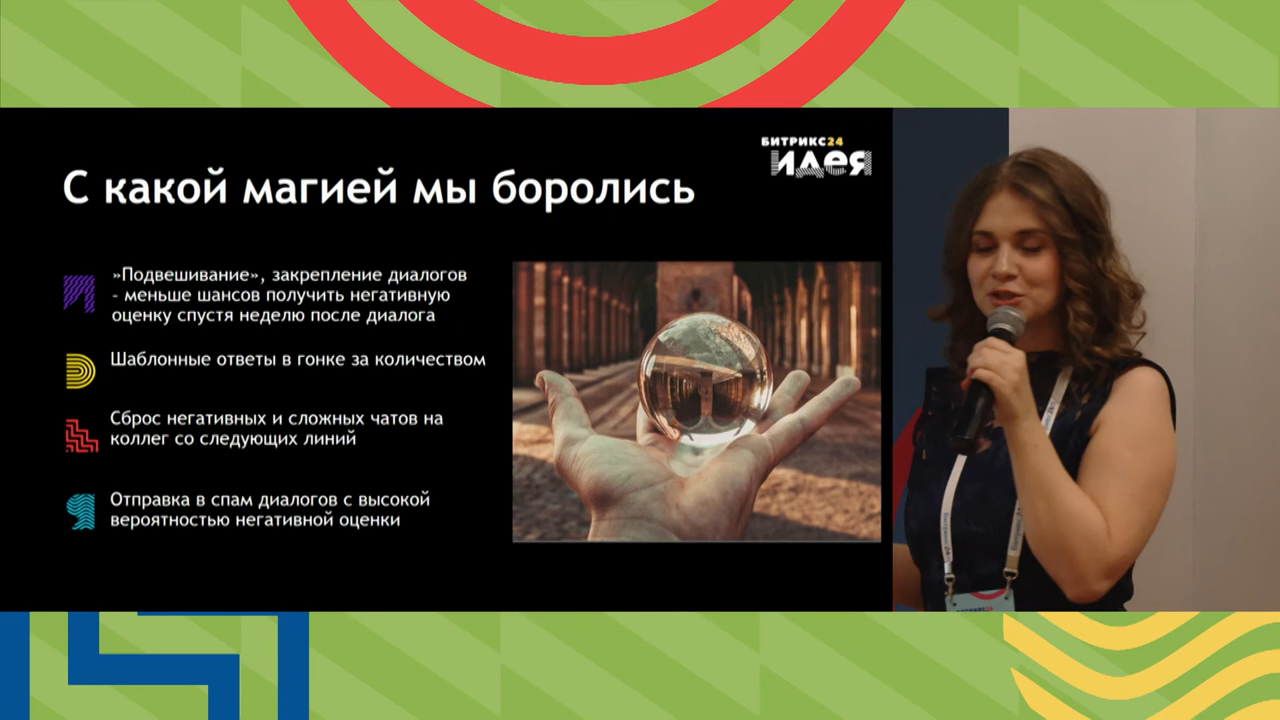 БИТРИКС24
идея
С какой магией мы боролись
»Подвешивание», закрепление диалогов
- меньше шансов получить негативную
оценку спустя неделю после диалога
Шаблонные ответы в гонке за количеством
Сброс негативных и сложных чатов на
коллег со следующих линий
Отправка в спам диалогов с высокой
вероятностью негативной оценки